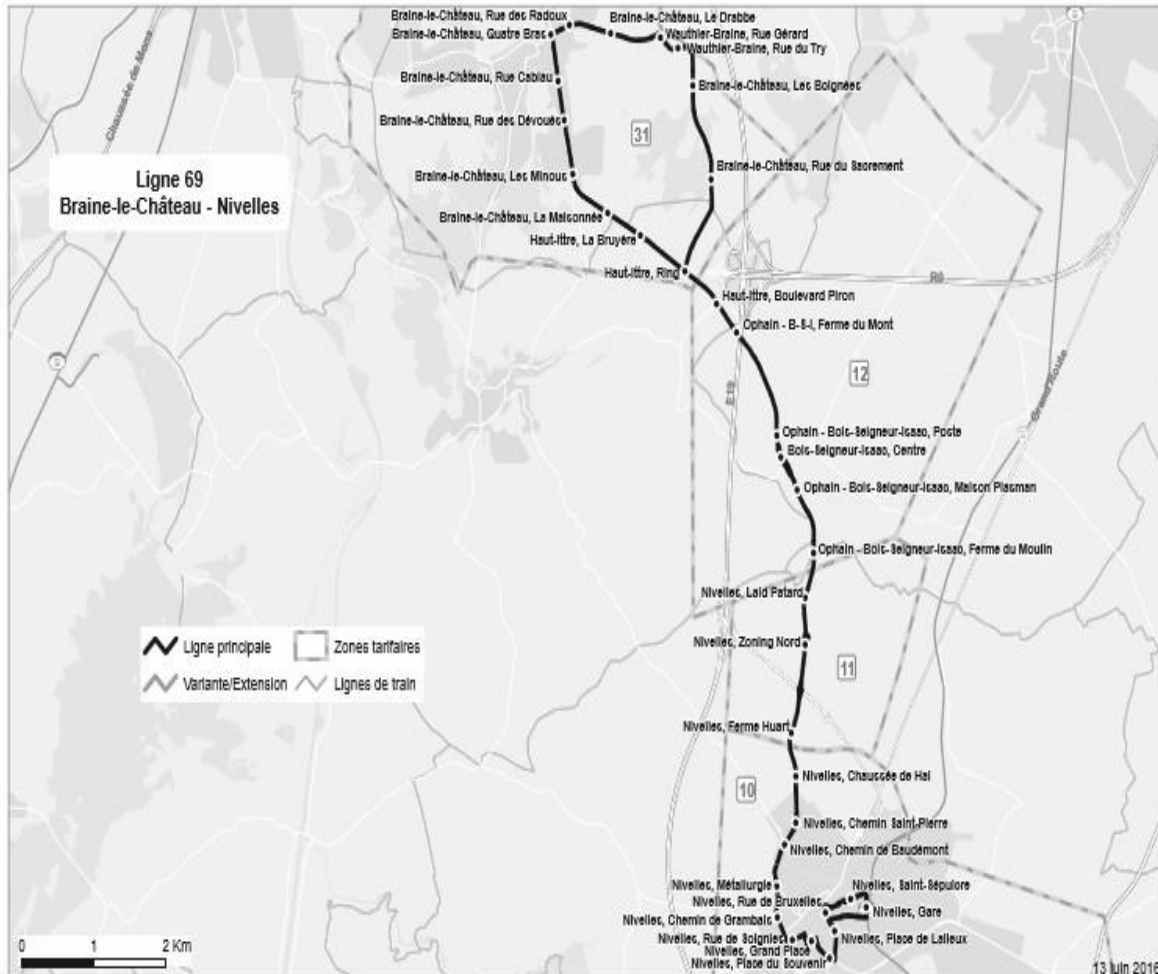 Braine-le-Château, Rue des Radoux
Braine-le-Château, Le Drabbe
Braine-le-Château, Quatre Bras
Wauthier-Braine, Rue Gérard
Wauthier-Braine, Rue du Try
Chaussée de Mons
Braine-le-Château, Rue Cabiau
Braine-le-Château, Les Boignées
Braine-le-Château, Rue des Dévoués
31
Ligne 69
Braine-le-Château - Nivelles
Braine-le-Château, Les Minous
Braine-le-Château, Rue du Sacrement
Braine-le-Château, La Maisonnée
Haut-Ittre, La Bruyère
Haut-Ittre, Ring
R0
Haut-Ittre, Boulevard Piron
Ophain - B-S-I, Ferme du Mont
12
E 19
Grand Route
Ophain - Bois-Seigneur-Isaac, Poste
Bois-Seigneur-Isaac, Centre
Ophain - Bois-Seigneur-Isaac, Maison Plasman
Ophain - Bois-Seigneur-Isaac, Ferme du Moulin
Nivelles, Laid Patard
Ligne principale
Zones tarifaires
Nivelles, Zoning Nord
11
Variante/Extension
Lignes de train
Nivelles, Ferme Huart
Nivelles, Chaussée de Hal
10
Nivelles, Chemin Saint-Pierre
Nivelles, Chemin de Baudémont
Nivelles, Métallurgie
Nivelles, Saint-Sépulcre
Nivelles, Rue de Bruxelles
Nivelles, Gare
Nivelles, Chemin de Grambais
Nivelles, Rue de Soignies
Nivelles, Place de Lalieux
Nivelles, Grand Place
Nivelles, Place du Souvenir
0 1 2 Km